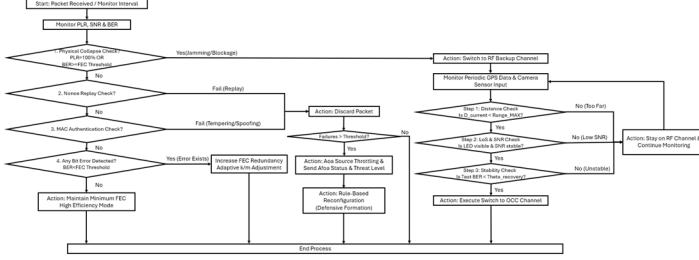 Start: Packet Received / Monitor Interval
Monitor PLR, SNR & BER
1. Physical Collapse Check?
PLR=100% OR
BER>=FEC Threshold
Yes(Jamming/Blockage)
No
2. Nonce Replay Check?
Fail (Replay)
No
3. MAC Authentication Check?
Fail (Tempering/Spoofing)
No
4. Any Bit Error Detected?
BER<FEC Threshold
Yes (Error Exists)
No
Increase FEC Redundancy
Adaptive k/m Adjustment
Action: Maintain Minimum FEC
High Efficiency Mode
Action: Discard Packet
Failures > Threshold?
No
Yes
Action: Aoa Source Throttling &
Send Afoa Status & Threat Level
Action: Rule-Based
Reconfiguration
(Defensive Formation)
Action: Switch to RF Backup Channel
Monitor Periodic GPS Data & Camera
Sensor Input
Step 1: Distance Check
Is D_current < Range_MAX?
No (Too Far)
Yes
Step 2: LoS & SNR Check
Is LED visible & SNR stable?
No (Low SNR)
Yes
Step 3: Stability Check
Is Test BER < Theta_recovery?
No (Unstable)
Yes
Action: Stay on RF Channel &
Continue Monitoring
Action: Execute Switch to OCC Channel
End Process